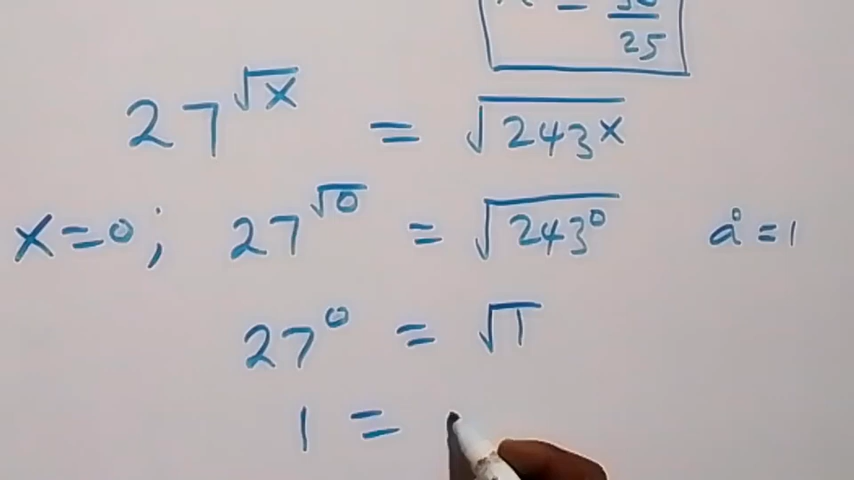 25
27^√x = √243^x
x=0; 27^√0 = √243^0 a^0=1
27^0 = √1
1 =